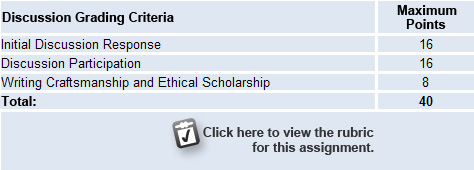 Discussion Grading Criteria Maximum Points
Initial Discussion Response 16
Discussion Participation 16
Writing Craftsmanship and Ethical Scholarship 8
Total: 40
Click here to view the rubric
for this assignment.